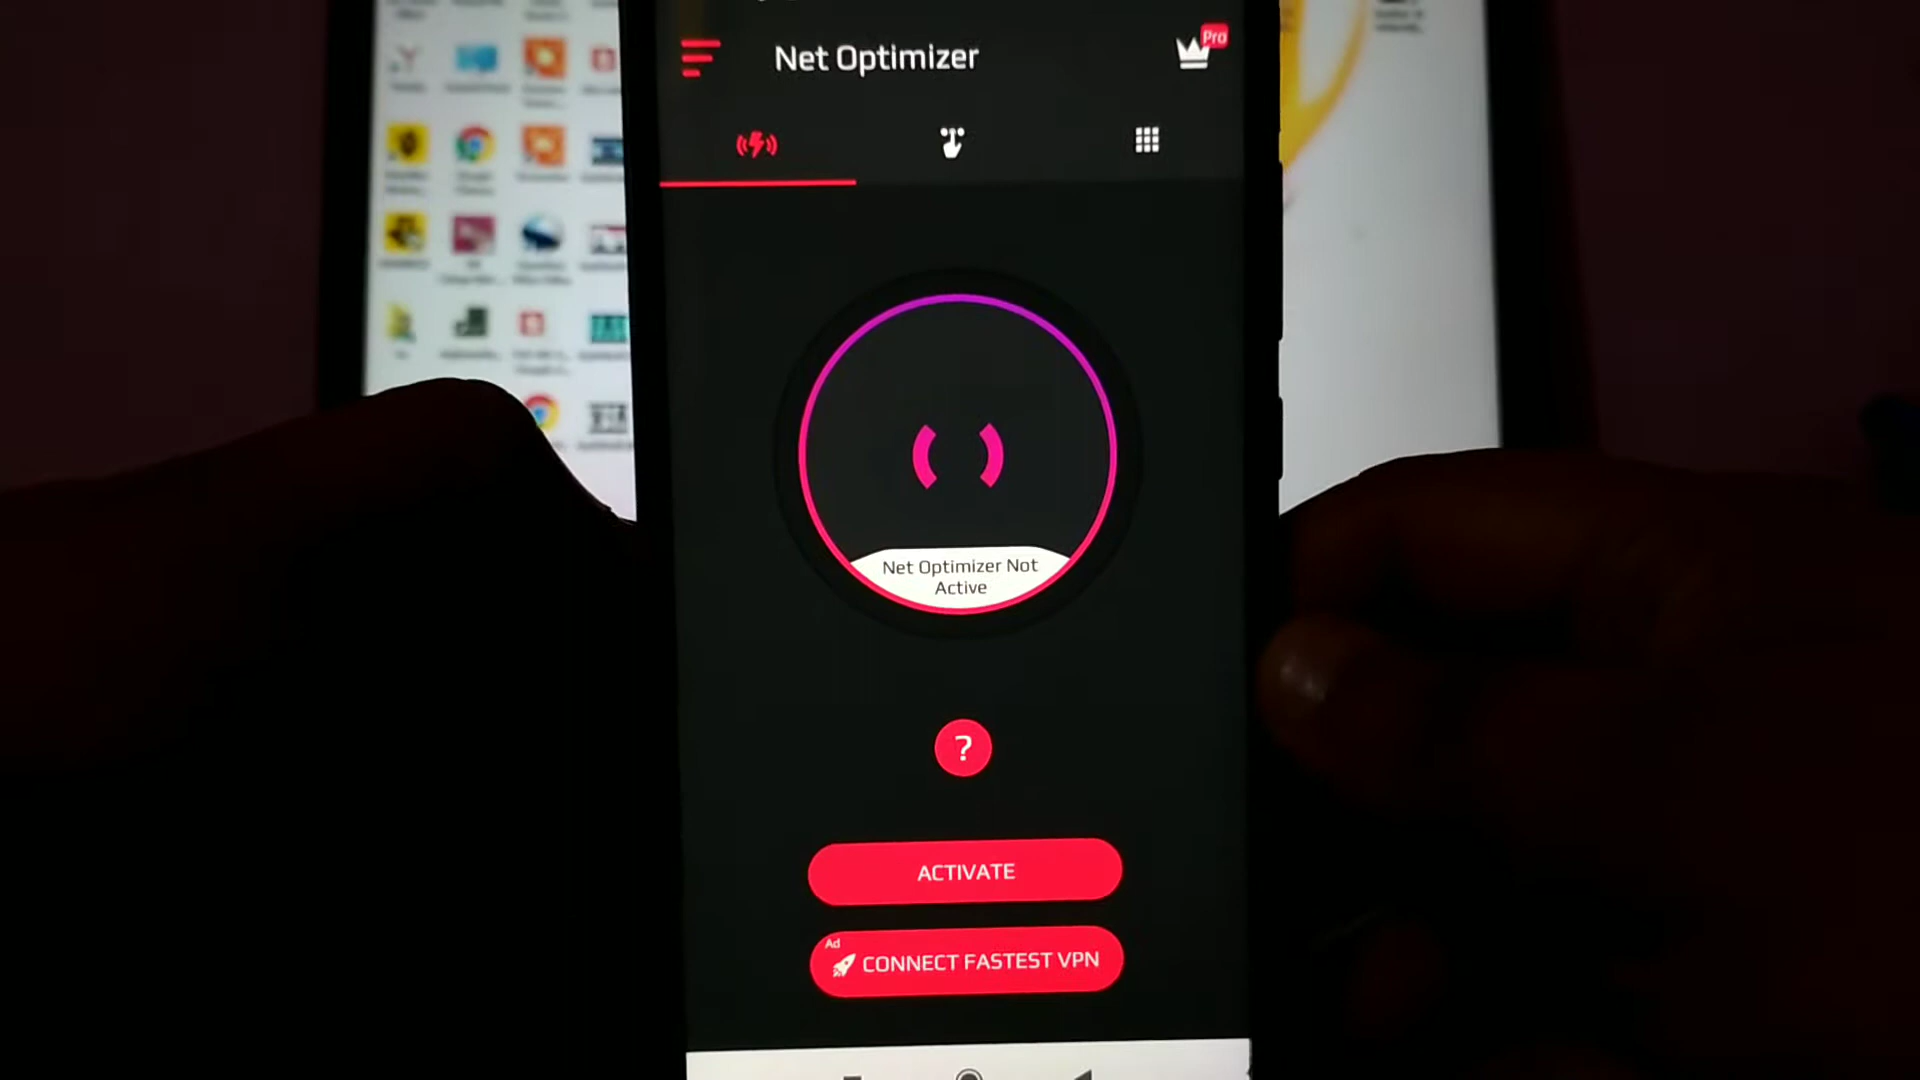 Net Optimizer
Pro
Net Optimizer Not
Active
?
ACTIVATE
Ad
CONNECT FASTEST VPN